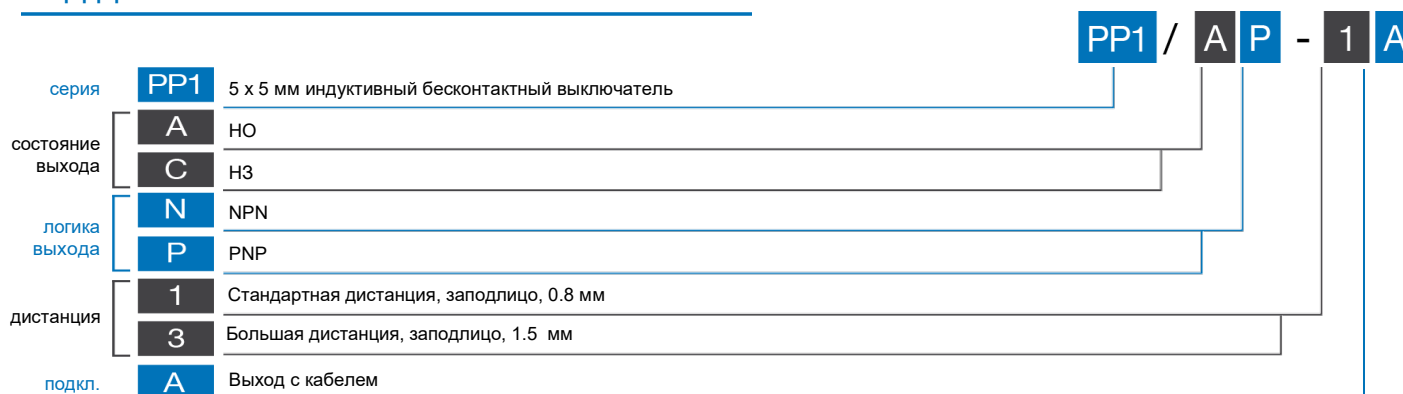 PP1 / A P - 1 A
серия PP1 5 x 5 мм индуктивный бесконтактный выключатель
состояние выхода
A НО
C НЗ
логика выхода
N NPN
P PNP
дистанция
1 Стандартная дистанция, заподлицо, 0.8 мм
3 Большая дистанция, заподлицо, 1.5 мм
подкл. A Выход с кабелем